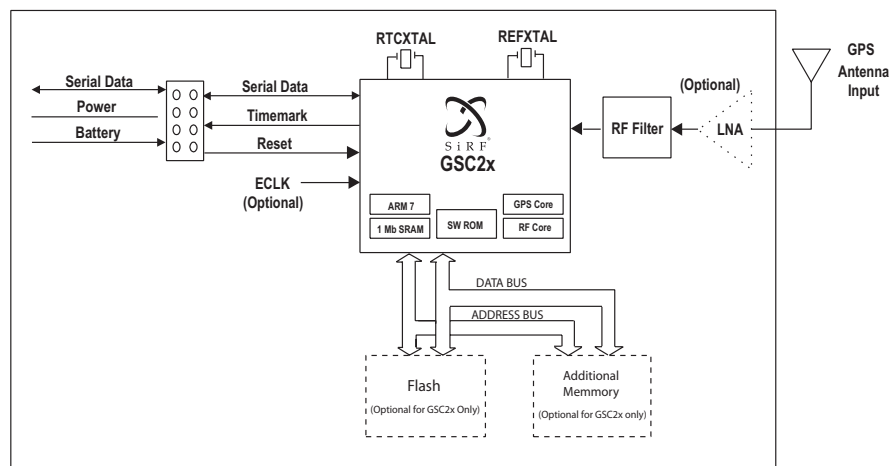 RTCXTAL
REFXTAL
GPS
Antenna
Input
Serial Data
Power
Battery
Serial Data
Timemark
Reset
ECLK
(Optional)
SiRF®
GSC2x
ARM 7
1 Mb SRAM
SW ROM
GPS Core
RF Core
RF Filter
(Optional)
LNA
DATA BUS
ADDRESS BUS
Flash
(Optional for GSC2x Only)
Additional
Memmory
(Optional for GSC2x only)